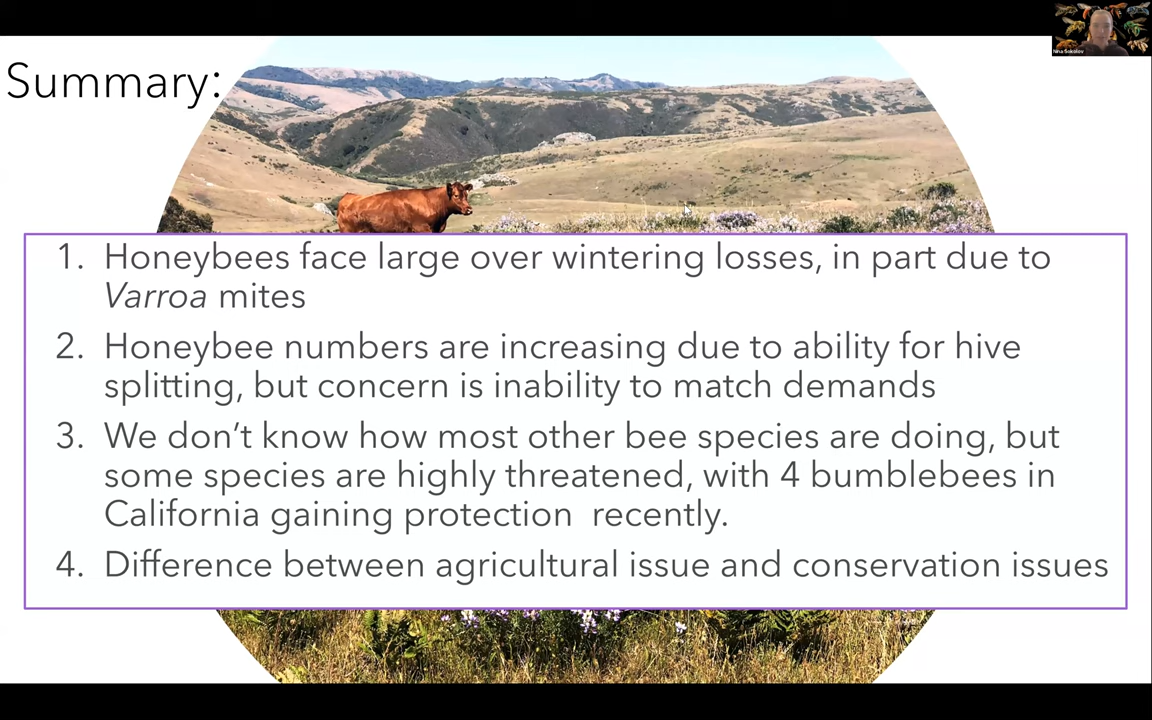 Summary:
Nina Sokolov
1. Honeybees face large over wintering losses, in part due to
Varroa mites
2. Honeybee numbers are increasing due to ability for hive
splitting, but concern is inability to match demands
3. We don’t know how most other bee species are doing, but
some species are highly threatened, with 4 bumblebees in
California gaining protection  recently.
4. Difference between agricultural issue and conservation issues